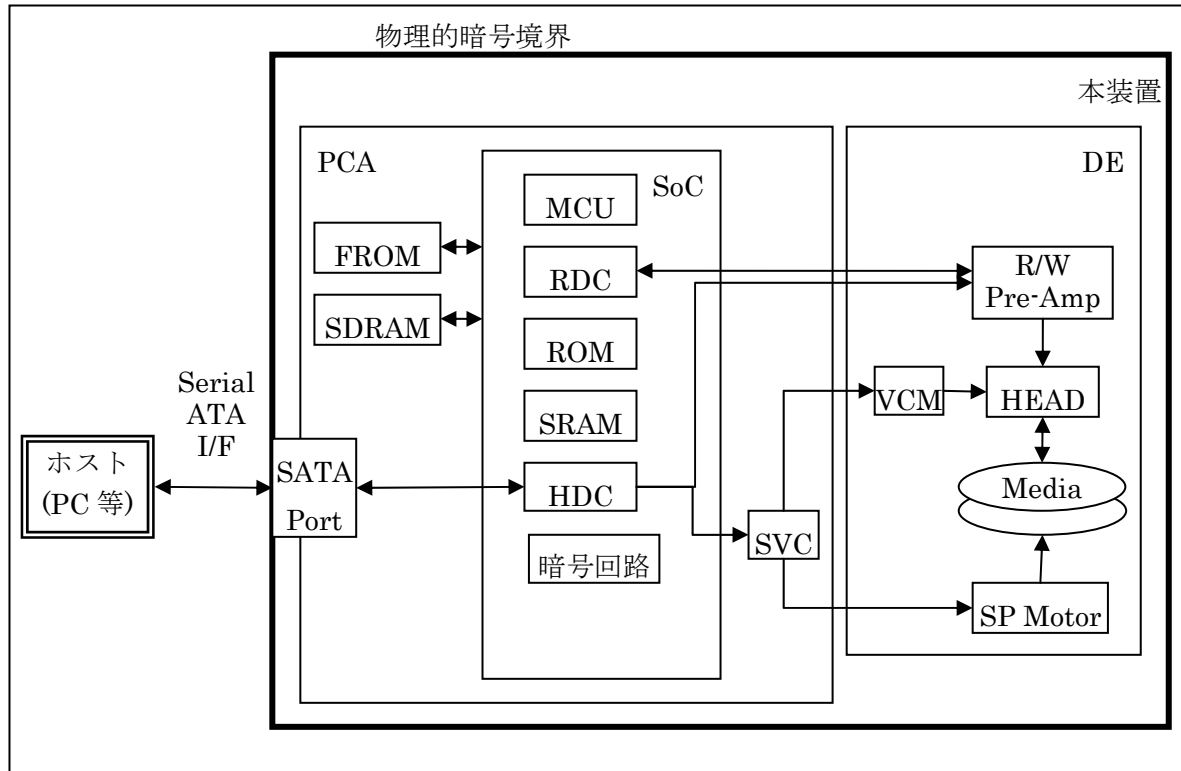 物理的暗号境界
本装置
PCA
SoC
DE
MCU
FROM
RDC
R/W
Pre-Amp
SDRAM
ROM
Serial
ATA
I/F
VCM
HEAD
SRAM
ホスト
(PC 等)
SATA
Port
HDC
Media
SVC
暗号回路
SP Motor